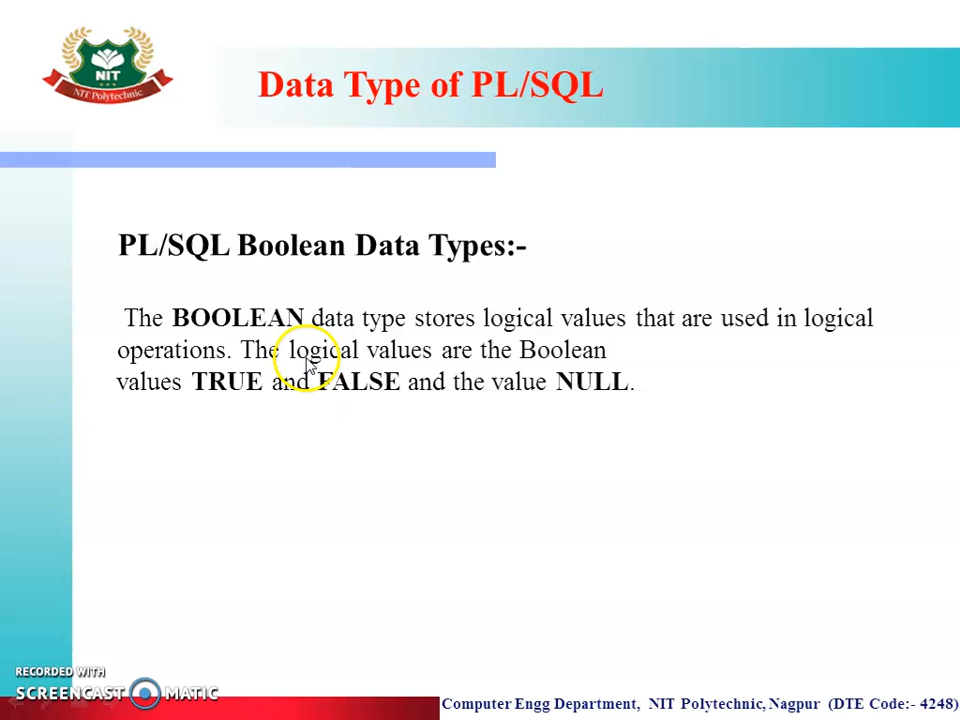 NIT
NIT Polytechnic
Data Type of PL/SQL
PL/SQL Boolean Data Types:-
The BOOLEAN data type stores logical values that are used in logical
operations. The logical values are the Boolean
values TRUE and FALSE and the value NULL.
RECORDED WITH
SCREENCAST MATIC
Computer Engg Department, NIT Polytechnic, Nagpur (DTE Code:- 4248)